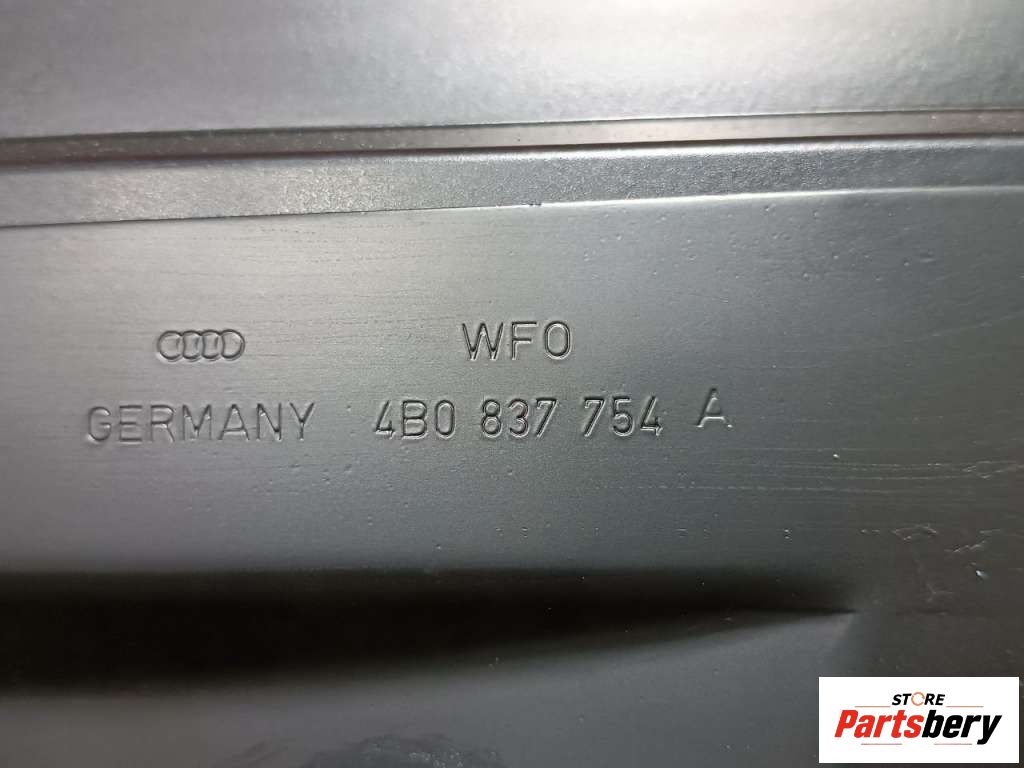 WFO
GERMANY 4B0 837 754 A
STORE
Partsbery